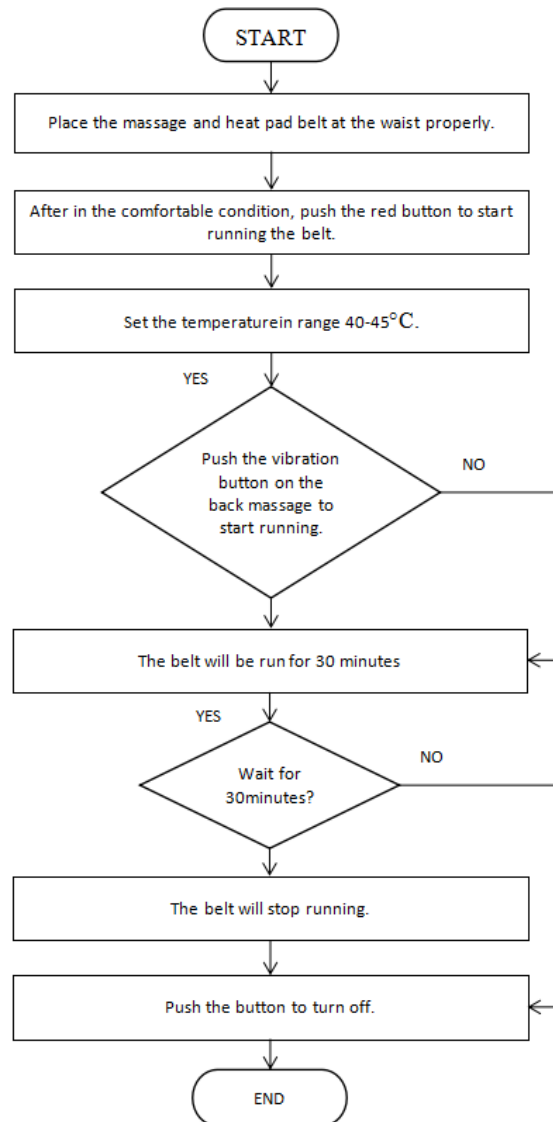 START
Place the massage and heat pad belt at the waist properly.
After in the comfortable condition, push the red button to start
running the belt.
Set the temperaturein range 40-45°C.
YES
Push the vibration
button on the
back massage to
start running.
NO
The belt will be run for 30 minutes
YES
Wait for
30minutes?
NO
The belt will stop running.
Push the button to turn off.
END